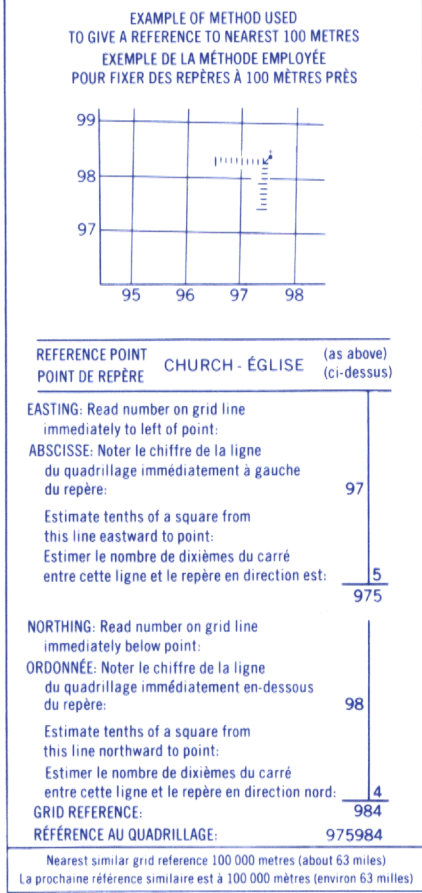 EXAMPLE OF METHOD USED
TO GIVE A REFERENCE TO NEAREST 100 METRES
EXEMPLE DE LA MÉTHODE EMPLOYÉE
POUR FIXER DES REPÈRES À 100 MÈTRES PRÈS
99
98
97
95 96 97 98
REFERENCE POINT
POINT DE REPÈRE
CHURCH - ÉGLISE
(as above)
(ci-dessus)
EASTING: Read number on grid line
immediately to left of point:
ABSCISSE: Noter le chiffre de la ligne
du quadrillage immédiatement à gauche
du repère: 97
Estimate tenths of a square from
this line eastward to point:
Estimer le nombre de dixièmes du carré
entre cette ligne et le repère en direction est: 5
975
NORTHING: Read number on grid line
immediately below point:
ORDONNÉE: Noter le chiffre de la ligne
du quadrillage immédiatement en-dessous
du repère: 98
Estimate tenths of a square from
this line northward to point:
Estimer le nombre de dixièmes du carré
entre cette ligne et le repère en direction nord: 4
GRID REFERENCE: 984
RÉFÉRENCE AU QUADRILLAGE: 975984
Nearest similar grid reference 100 000 metres (about 63 miles)
La prochaine référence similaire est à 100 000 mètres (environ 63 milles)